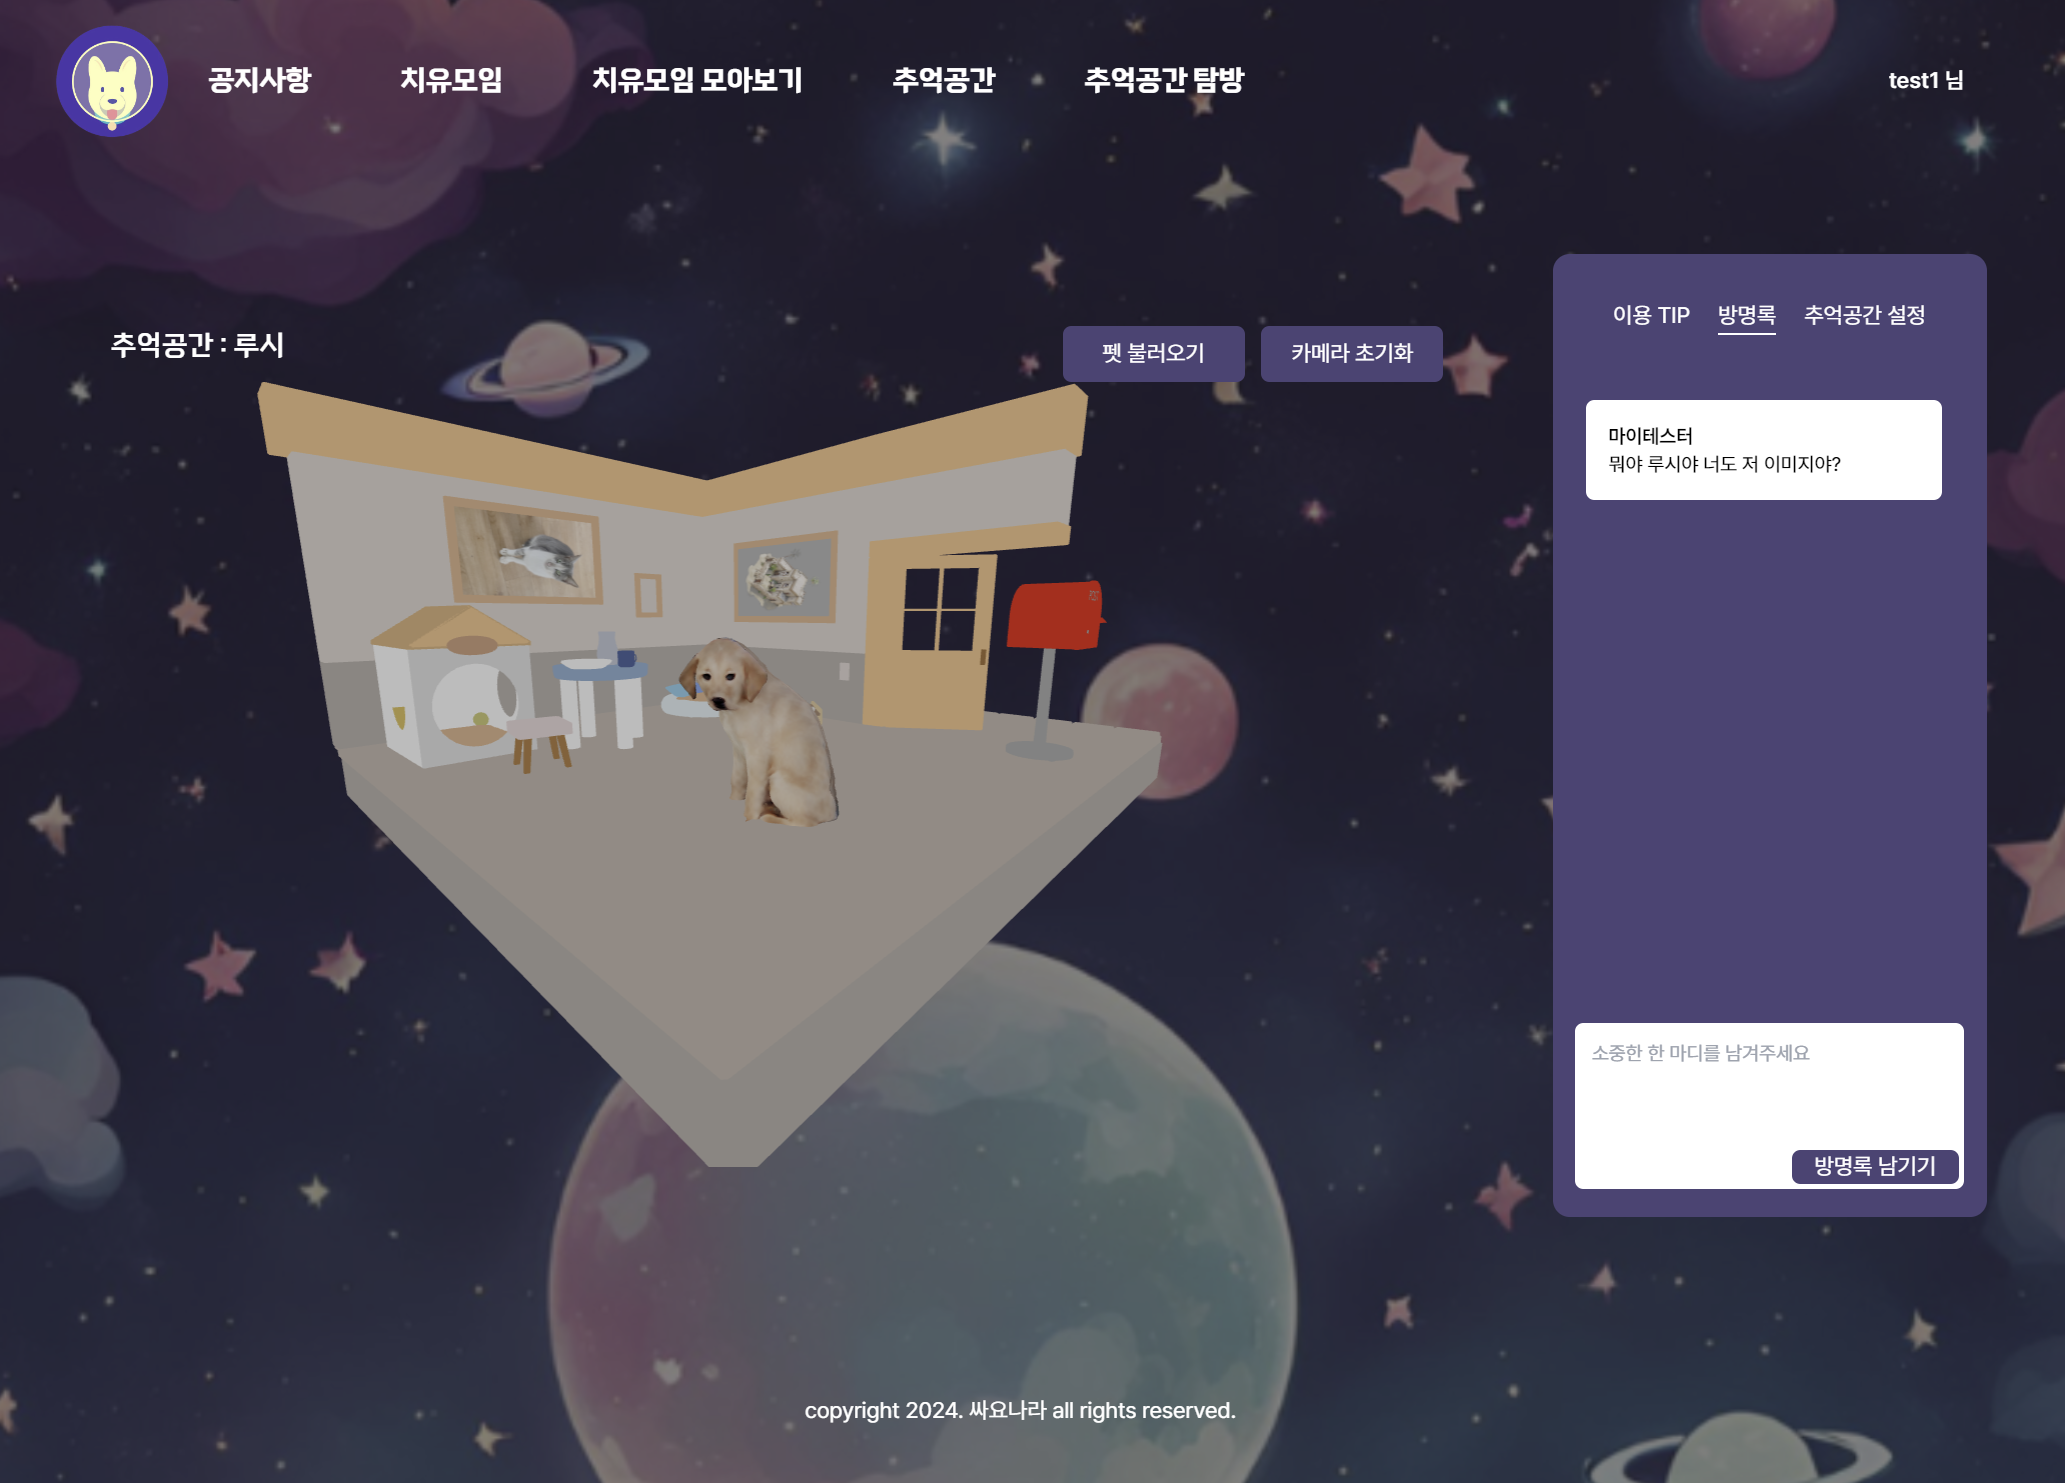 공지사항
치유모임
치유모임 모아보기
추억공간
추억공간 탐방
test1 님
추억공간 : 루시
펫 불러오기
카메라 초기화
이용 TIP
방명록
추억공간 설정
마이테스터
뭐야 루시야 너도 저 이미지야?
소중한 한 마디를 남겨주세요
방명록 남기기
copyright 2024. 싸요나라 all rights reserved.